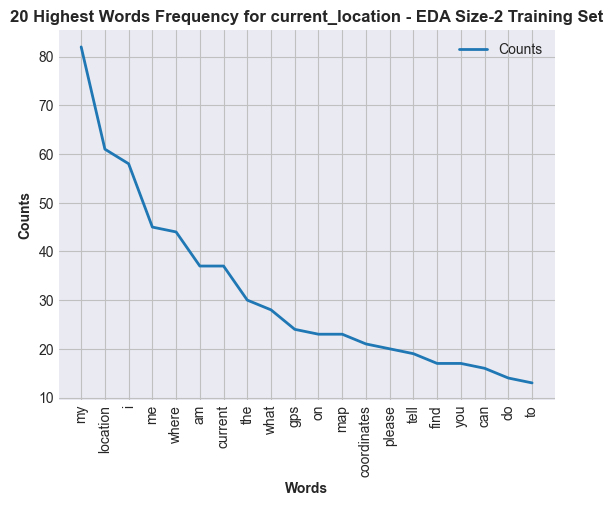 20 Highest Words Frequency for current_location - EDA Size-2 Training Set
Counts
80
70
60
50
40
30
20
10
Counts
my
location
i
me
where
am
current
the
what
gps
on
map
coordinates
please
tell
find
you
can
do
to
Words